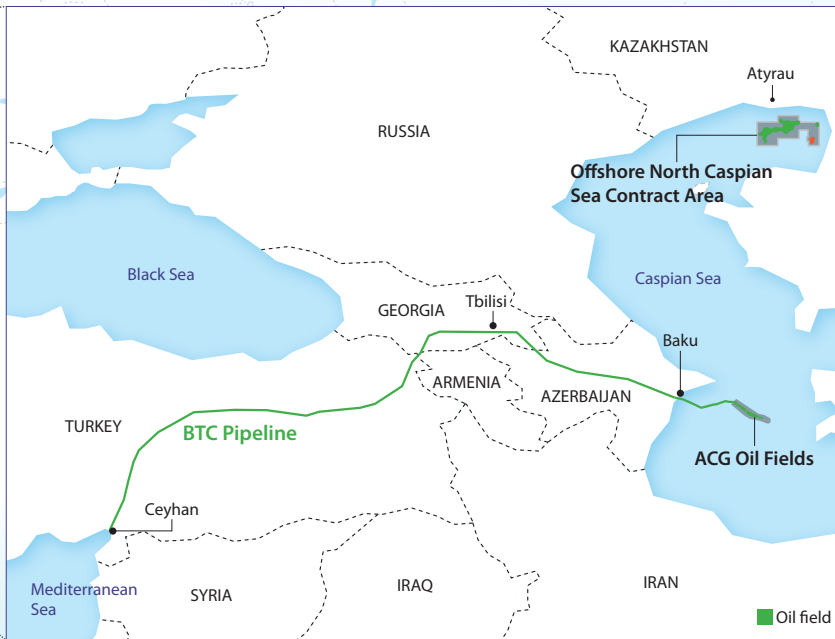 KAZAKHSTAN
Atyrau
RUSSIA
Offshore North Caspian
Sea Contract Area
Black Sea
Caspian Sea
Tbilisi
GEORGIA
Baku
ARMENIA
AZERBAIJAN
TURKEY
BTC Pipeline
ACG Oil Fields
Ceyhan
Mediterranean
Sea
SYRIA
IRAQ
IRAN
Oil field